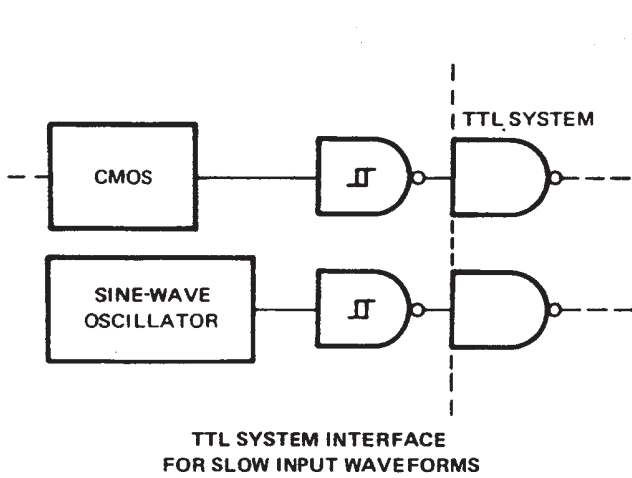 TTL SYSTEM
CMOS
SINE-WAVE
OSCILLATOR
TTL SYSTEM INTERFACE
FOR SLOW INPUT WAVEFORMS